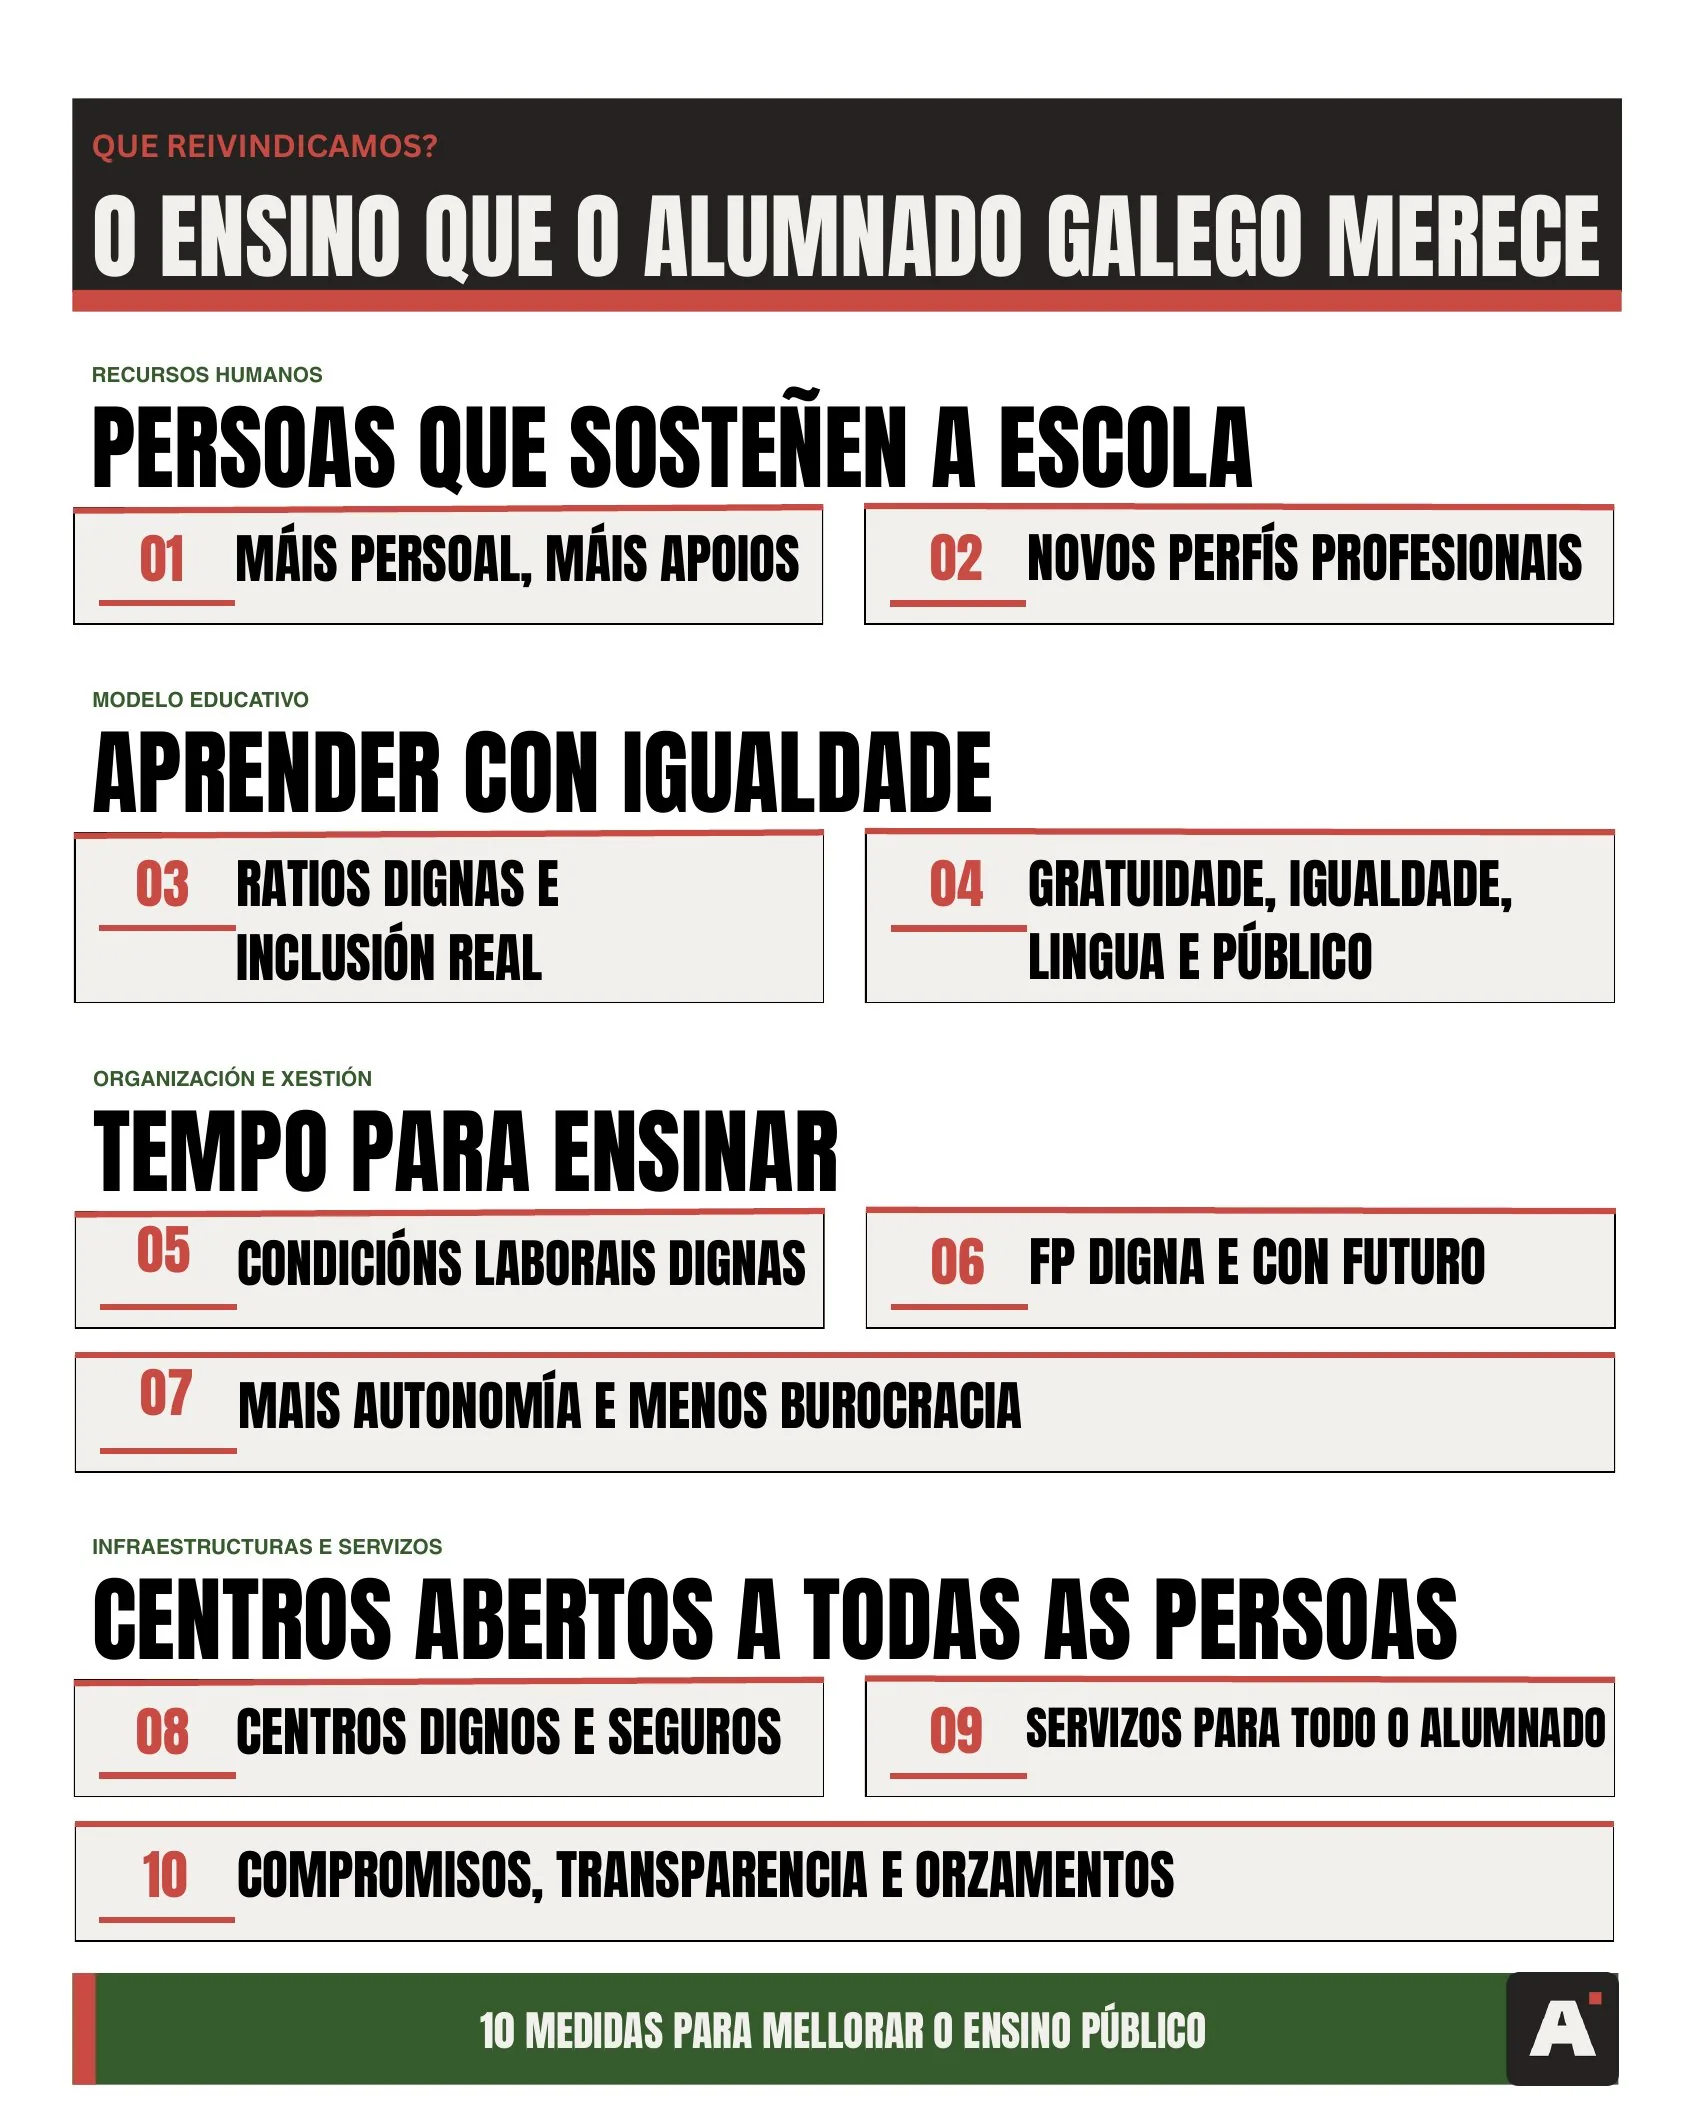 QUE REIVINDICAMOS?
O ENSINO QUE O ALUMNADO GALEGO MERECE
RECURSOS HUMANOS
PERSOAS QUE SOSTEÑEN A ESCOLA
01 MÁIS PERSOAL, MÁIS APOIOS
02 NOVOS PERFÍS PROFESIONAIS
MODELO EDUCATIVO
APRENDER CON IGUALDADE
03 RATIOS DIGNAS E
INCLUSIÓN REAL
04 GRATUIDADE, IGUALDADE,
LINGUA E PÚBLICO
ORGANIZACIÓN E XESTIÓN
TEMPO PARA ENSINAR
05 CONDICIÓNS LABORAIS DIGNAS
06 FP DIGNA E CON FUTURO
07 MAIS AUTONOMÍA E MENOS BUROCRACIA
INFRAESTRUCTURAS E SERVIZOS
CENTROS ABERTOS A TODAS AS PERSOAS
08 CENTROS DIGNOS E SEGUROS
09 SERVIZOS PARA TODO O ALUMNADO
10 COMPROMISOS, TRANSPARENCIA E ORZAMENTOS
10 MEDIDAS PARA MELLORAR O ENSINO PÚBLICO
A